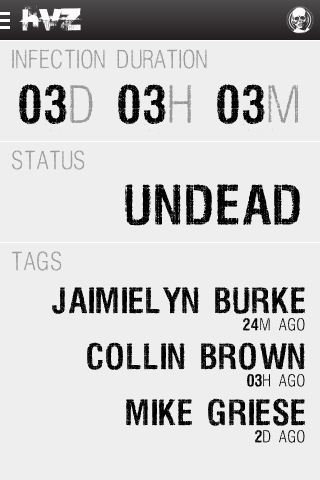 HVZ
INFECTION DURATION
03D 03H 03M
STATUS
UNDEAD
TAGS
JAIMIELYN BURKE
24M AGO
COLLIN BROWN
03H AGO
MIKE GRIESE
2D AGO